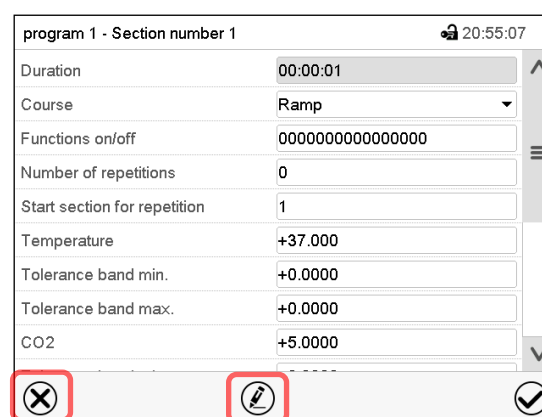 program 1 - Section number 1 20:55:07
Duration 00:00:01
Course Ramp
Functions on/off 0000000000000000
Number of repetitions 0
Start section for repetition 1
Temperature +37.000
Tolerance band min. +0.0000
Tolerance band max. +0.0000
CO2 +5.0000